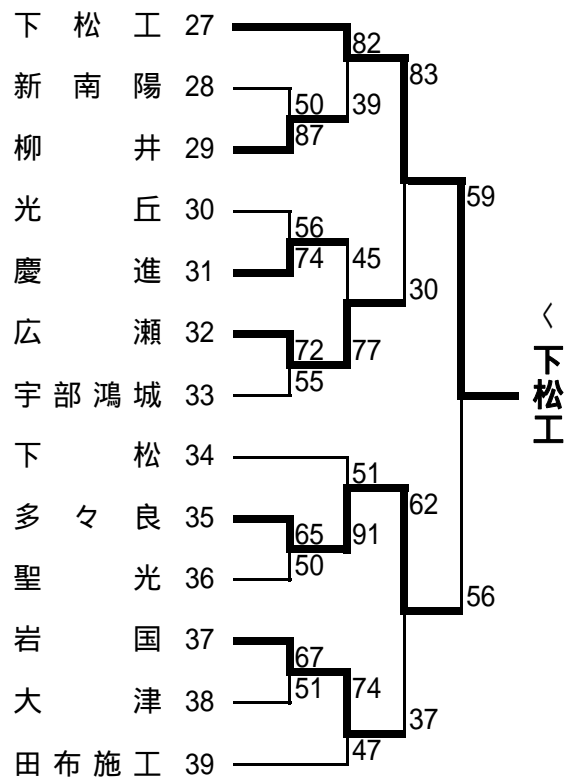 下松工 27
新南陽 28
柳井 29
光丘 30
慶進 31
広瀬 32
宇部鴻城 33
下松 34
多々良 35
聖光 36
岩国 37
大津 38
田布施工 39
82
39
50
87
83
56
74
45
30
72
55
77
59
51
91
65
50
62
56
67
51
74
47
37
〈下松工